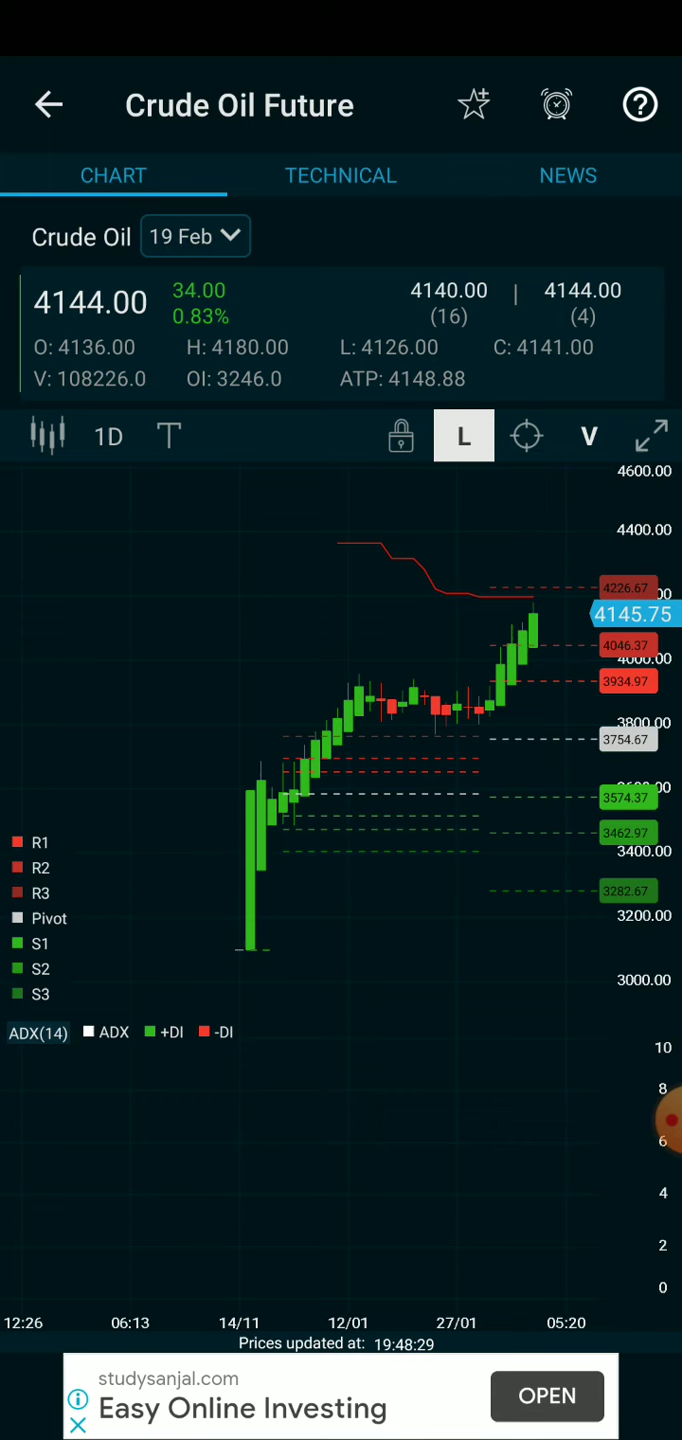 Crude Oil Future
CHART TECHNICAL NEWS
Crude Oil 19 Feb
4144.00 34.00 0.83% 4140.00 (16) | 4144.00 (4)
O: 4136.00 H: 4180.00 L: 4126.00 C: 4141.00
V: 108226.0 OI: 3246.0 ATP: 4148.88
1D T L V
4600.00
4400.00
4226.67
4145.75
4046.37
4000.00
3934.97
3800.00
3754.67
3574.37
3462.97
3400.00
3282.67
3200.00
3000.00
R1
R2
R3
Pivot
S1
S2
S3
ADX(14) ADX +DI -DI
10
8
6
4
2
0
12:26 06:13 14/11 12/01 27/01 05:20
Prices updated at: 19:48:29
studysanjal.com
Easy Online Investing
OPEN